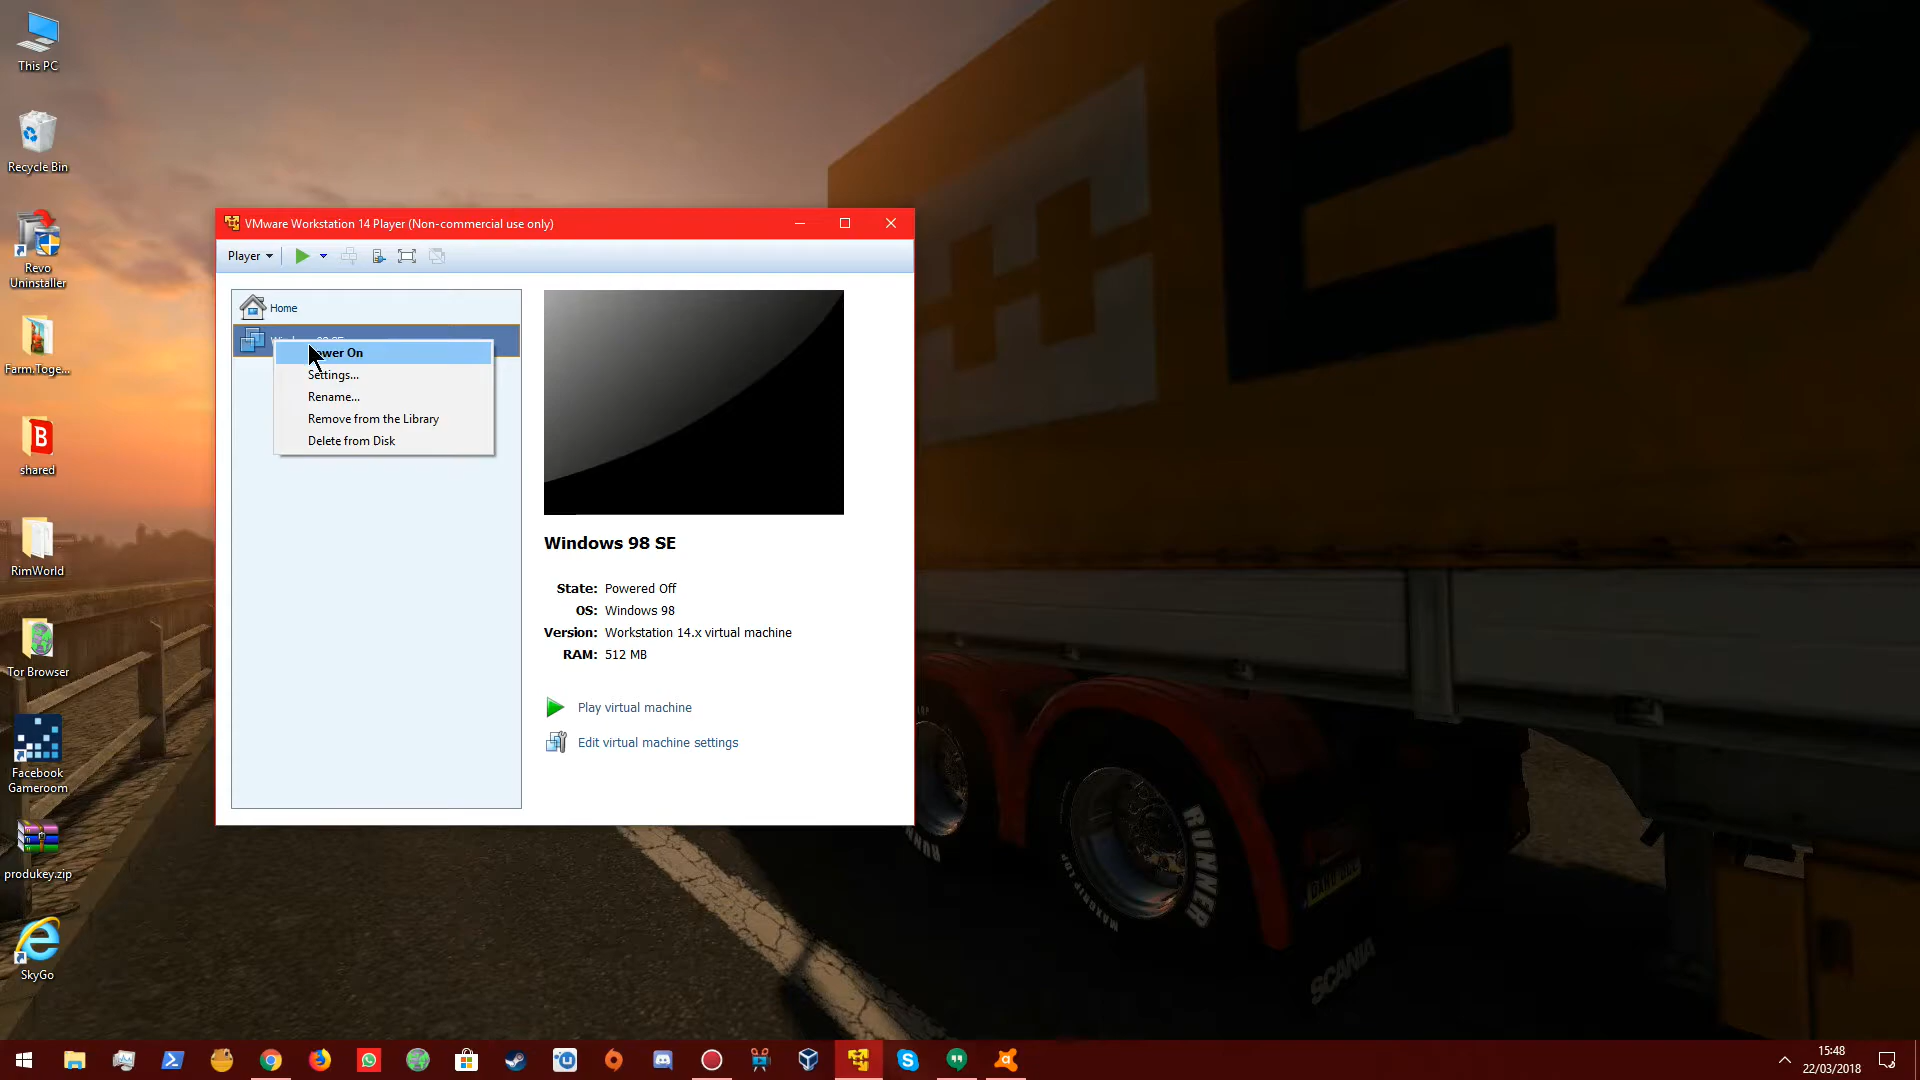 This PC
Recycle Bin
Revo
Uninstaller
Farm.Toge...
shared
RimWorld
Tor Browser
Facebook
Gameroom
produkey.zip
SkyGo
VMware Workstation 14 Player (Non-commercial use only)
Player
Home
Power On
Settings...
Rename...
Remove from the Library
Delete from Disk
Windows 98 SE
State: Powered Off
OS: Windows 98
Version: Workstation 14.x virtual machine
RAM: 512 MB
Play virtual machine
Edit virtual machine settings
RUNNER
SCANIA
15:48
22/03/2018